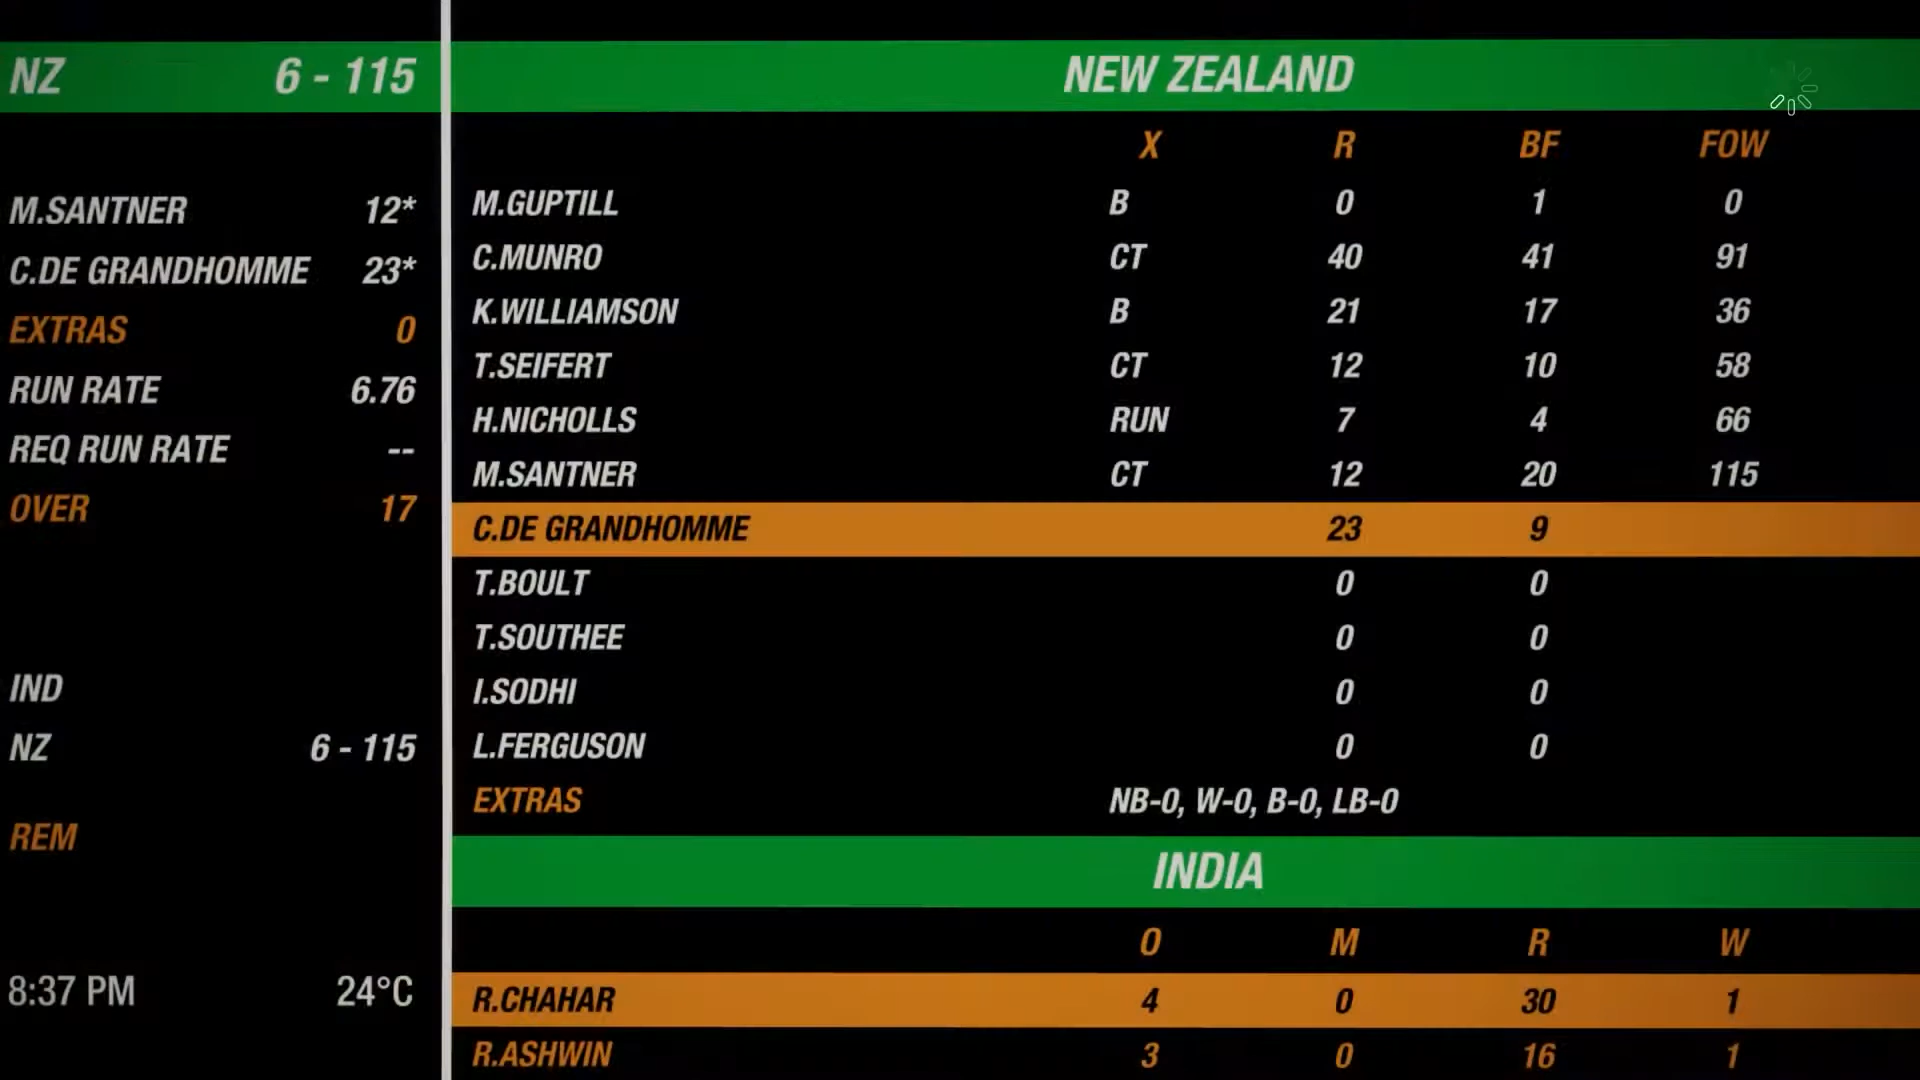 NZ 6 - 115
M.SANTNER 12*
C.DE GRANDHOMME 23*
EXTRAS 0
RUN RATE 6.76
REQ RUN RATE --
OVER 17
IND
NZ 6 - 115
REM
8:37 PM 24°C
NEW ZEALAND
X R BF FOW
M.GUPTILL B 0 1 0
C.MUNRO CT 40 41 91
K.WILLIAMSON B 21 17 36
T.SEIFERT CT 12 10 58
H.NICHOLLS RUN 7 4 66
M.SANTNER CT 12 20 115
C.DE GRANDHOMME 23 9
T.BOULT 0 0
T.SOUTHEE 0 0
I.SODHI 0 0
L.FERGUSON 0 0
EXTRAS NB-0, W-0, B-0, LB-0
INDIA
O M R W
R.CHAHAR 4 0 30 1
R.ASHWIN 3 0 16 1